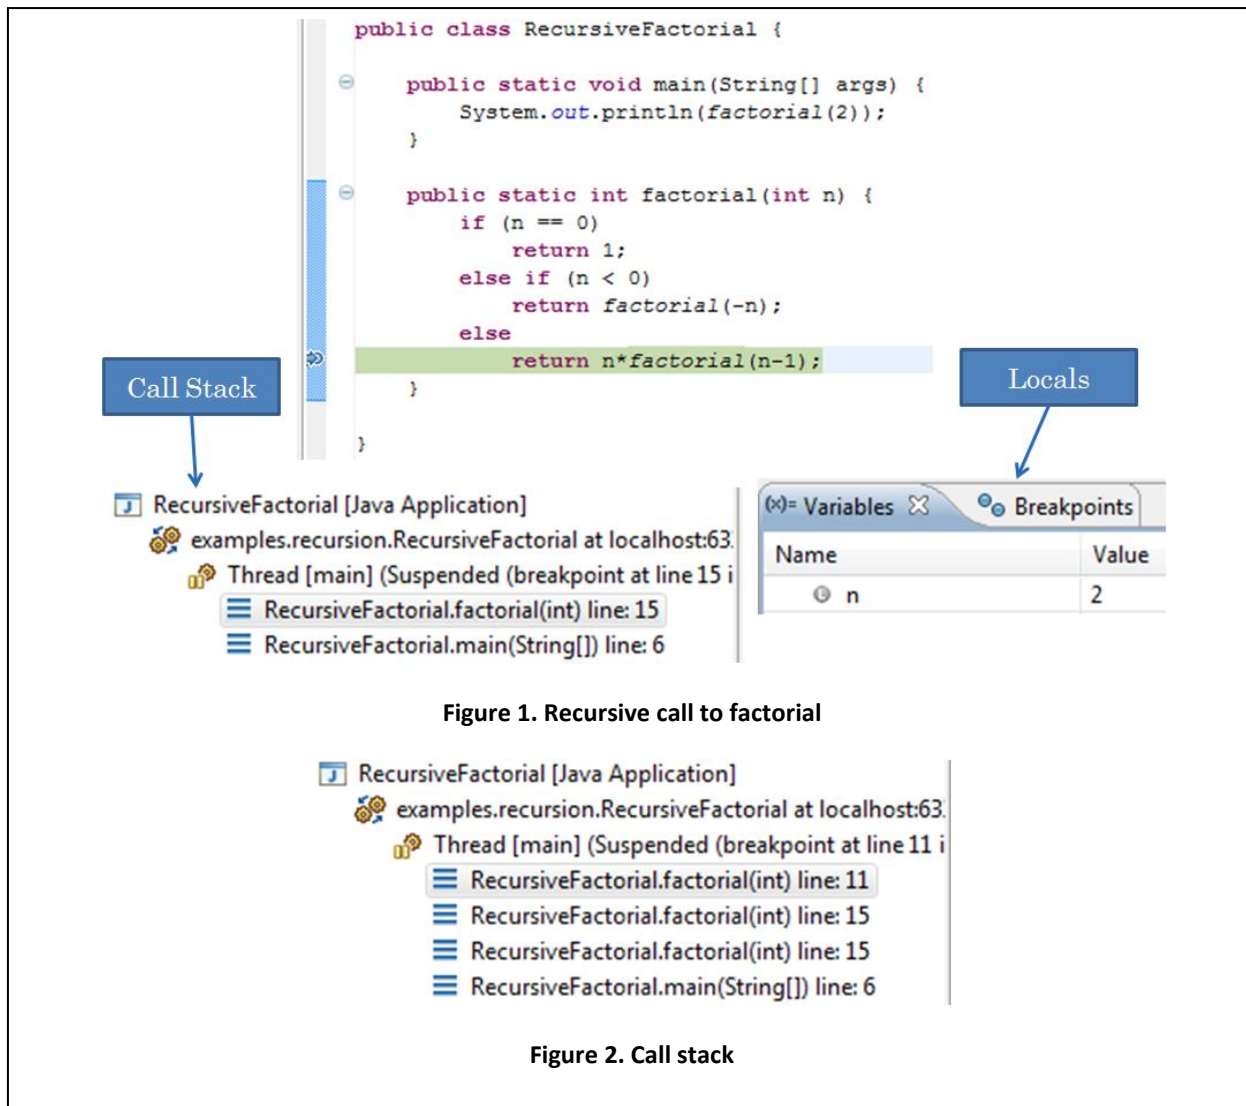 public class RecursiveFactorial {
public static void main(String[] args) {
System.out.println(factorial(2));
}
public static int factorial(int n) {
if (n == 0)
return 1;
else if (n < 0)
return factorial(-n);
else
return n*factorial(n-1);
}
}
Call Stack
Locals
RecursiveFactorial [Java Application]
examples.recursion.RecursiveFactorial at localhost:63
Thread [main] (Suspended (breakpoint at line 15 i
RecursiveFactorial.factorial(int) line: 15
RecursiveFactorial.main(String[]) line: 6
(x)= Variables Breakpoints
Name Value
n 2
Figure 1. Recursive call to factorial
RecursiveFactorial [Java Application]
examples.recursion.RecursiveFactorial at localhost:63
Thread [main] (Suspended (breakpoint at line 11 i
RecursiveFactorial.factorial(int) line: 11
RecursiveFactorial.factorial(int) line: 15
RecursiveFactorial.factorial(int) line: 15
RecursiveFactorial.main(String[]) line: 6
Figure 2. Call stack